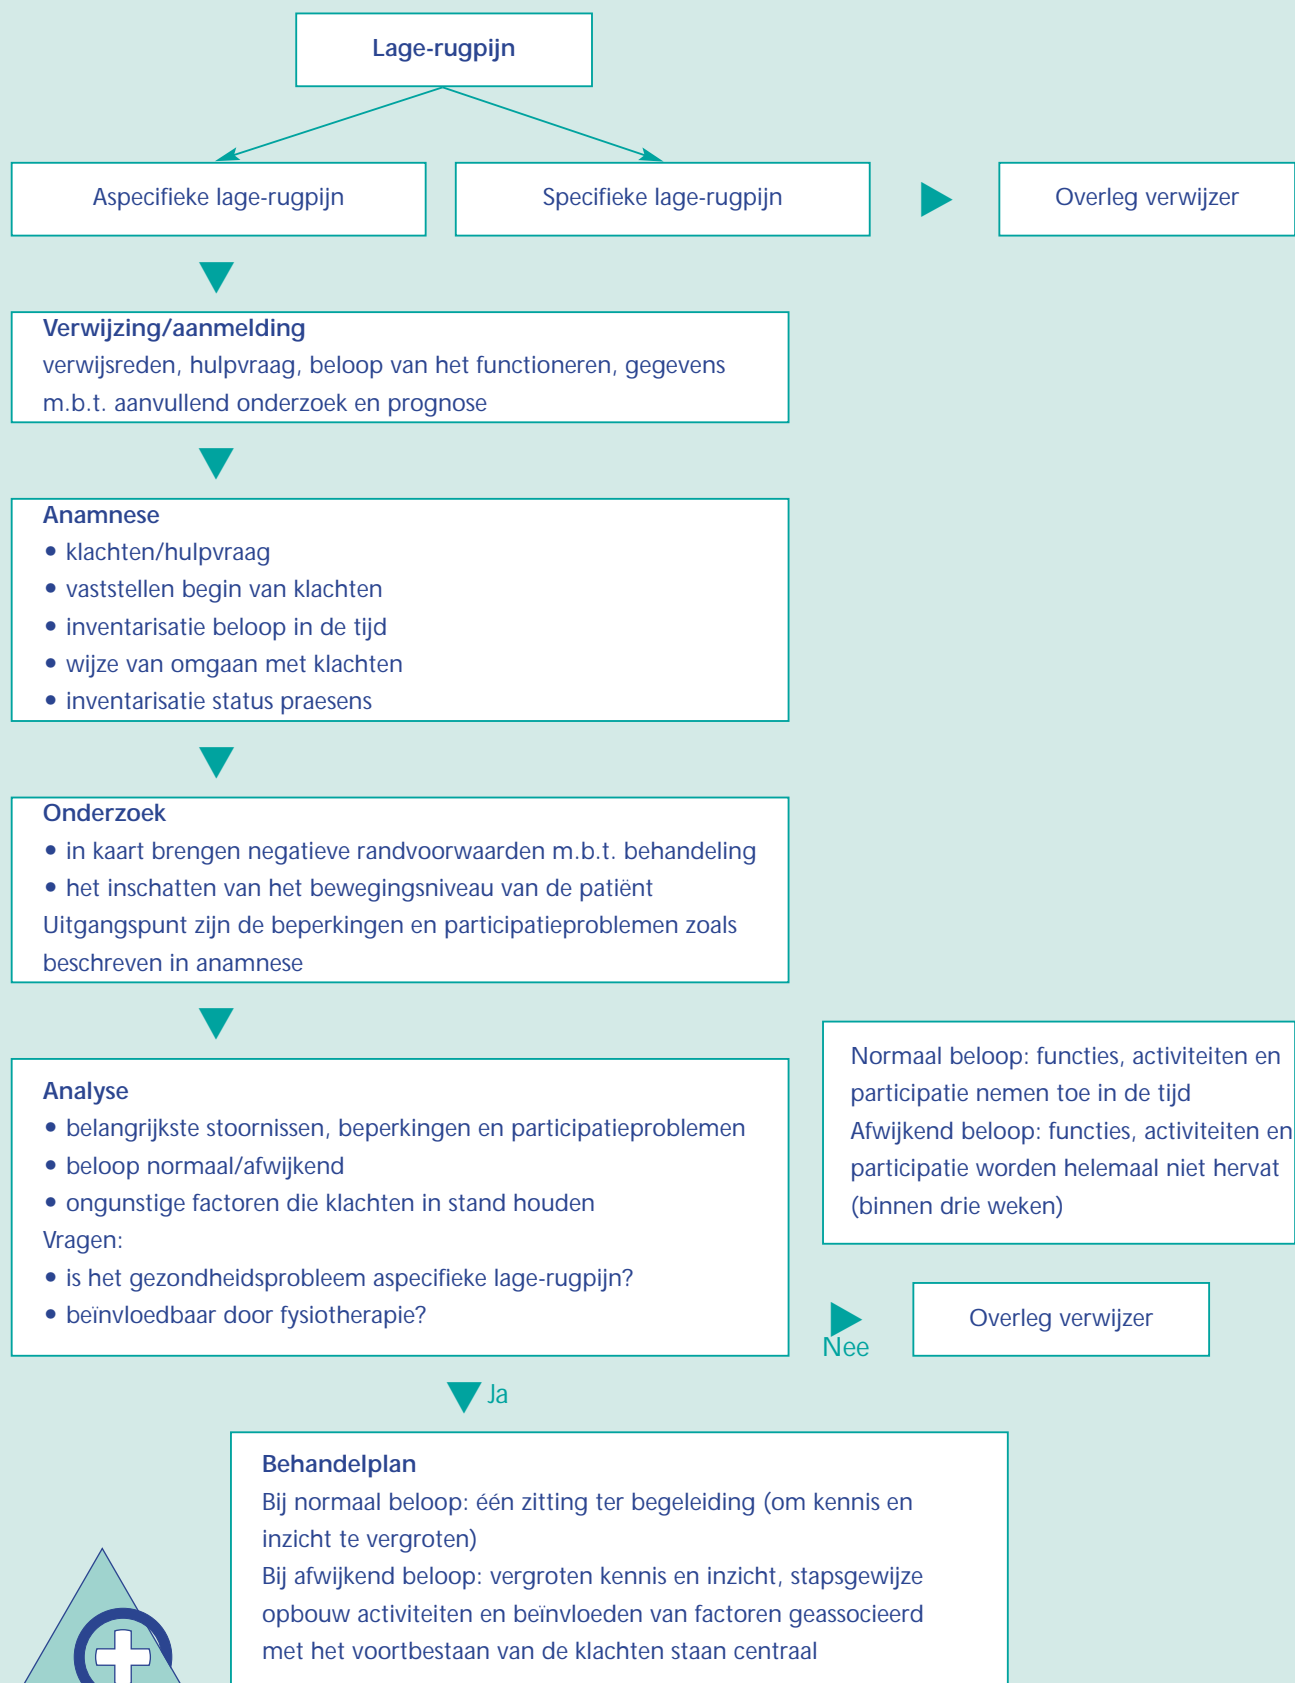 Lage-rugpijn
Aspecifieke lage-rugpijn
Specifieke lage-rugpijn
Overleg verwijzer
Verwijzing/aanmelding
verwijsreden, hulpvraag, beloop van het functioneren, gegevens
m.b.t. aanvullend onderzoek en prognose
Anamnese
• klachten/hulpvraag
• vaststellen begin van klachten
• inventarisatie beloop in de tijd
• wijze van omgaan met klachten
• inventarisatie status praesens
Onderzoek
• in kaart brengen negatieve randvoorwaarden m.b.t. behandeling
• het inschatten van het bewegingsniveau van de patiënt
Uitgangspunt zijn de beperkingen en participatieproblemen zoals
beschreven in anamnese
Analyse
• belangrijkste stoornissen, beperkingen en participatieproblemen
• beloop normaal/afwijkend
• ongunstige factoren die klachten in stand houden
Vragen:
• is het gezondheidsprobleem aspecifieke lage-rugpijn?
• beïnvloedbaar door fysiotherapie?
Normaal beloop: functies, activiteiten en
participatie nemen toe in de tijd
Afwijkend beloop: functies, activiteiten en
participatie worden helemaal niet hervat
(binnen drie weken)
Nee
Overleg verwijzer
Ja
Behandelplan
Bij normaal beloop: één zitting ter begeleiding (om kennis en
inzicht te vergroten)
Bij afwijkend beloop: vergroten kennis en inzicht, stapsgewijze
opbouw activiteiten en beïnvloeden van factoren geassocieerd
met het voortbestaan van de klachten staan centraal